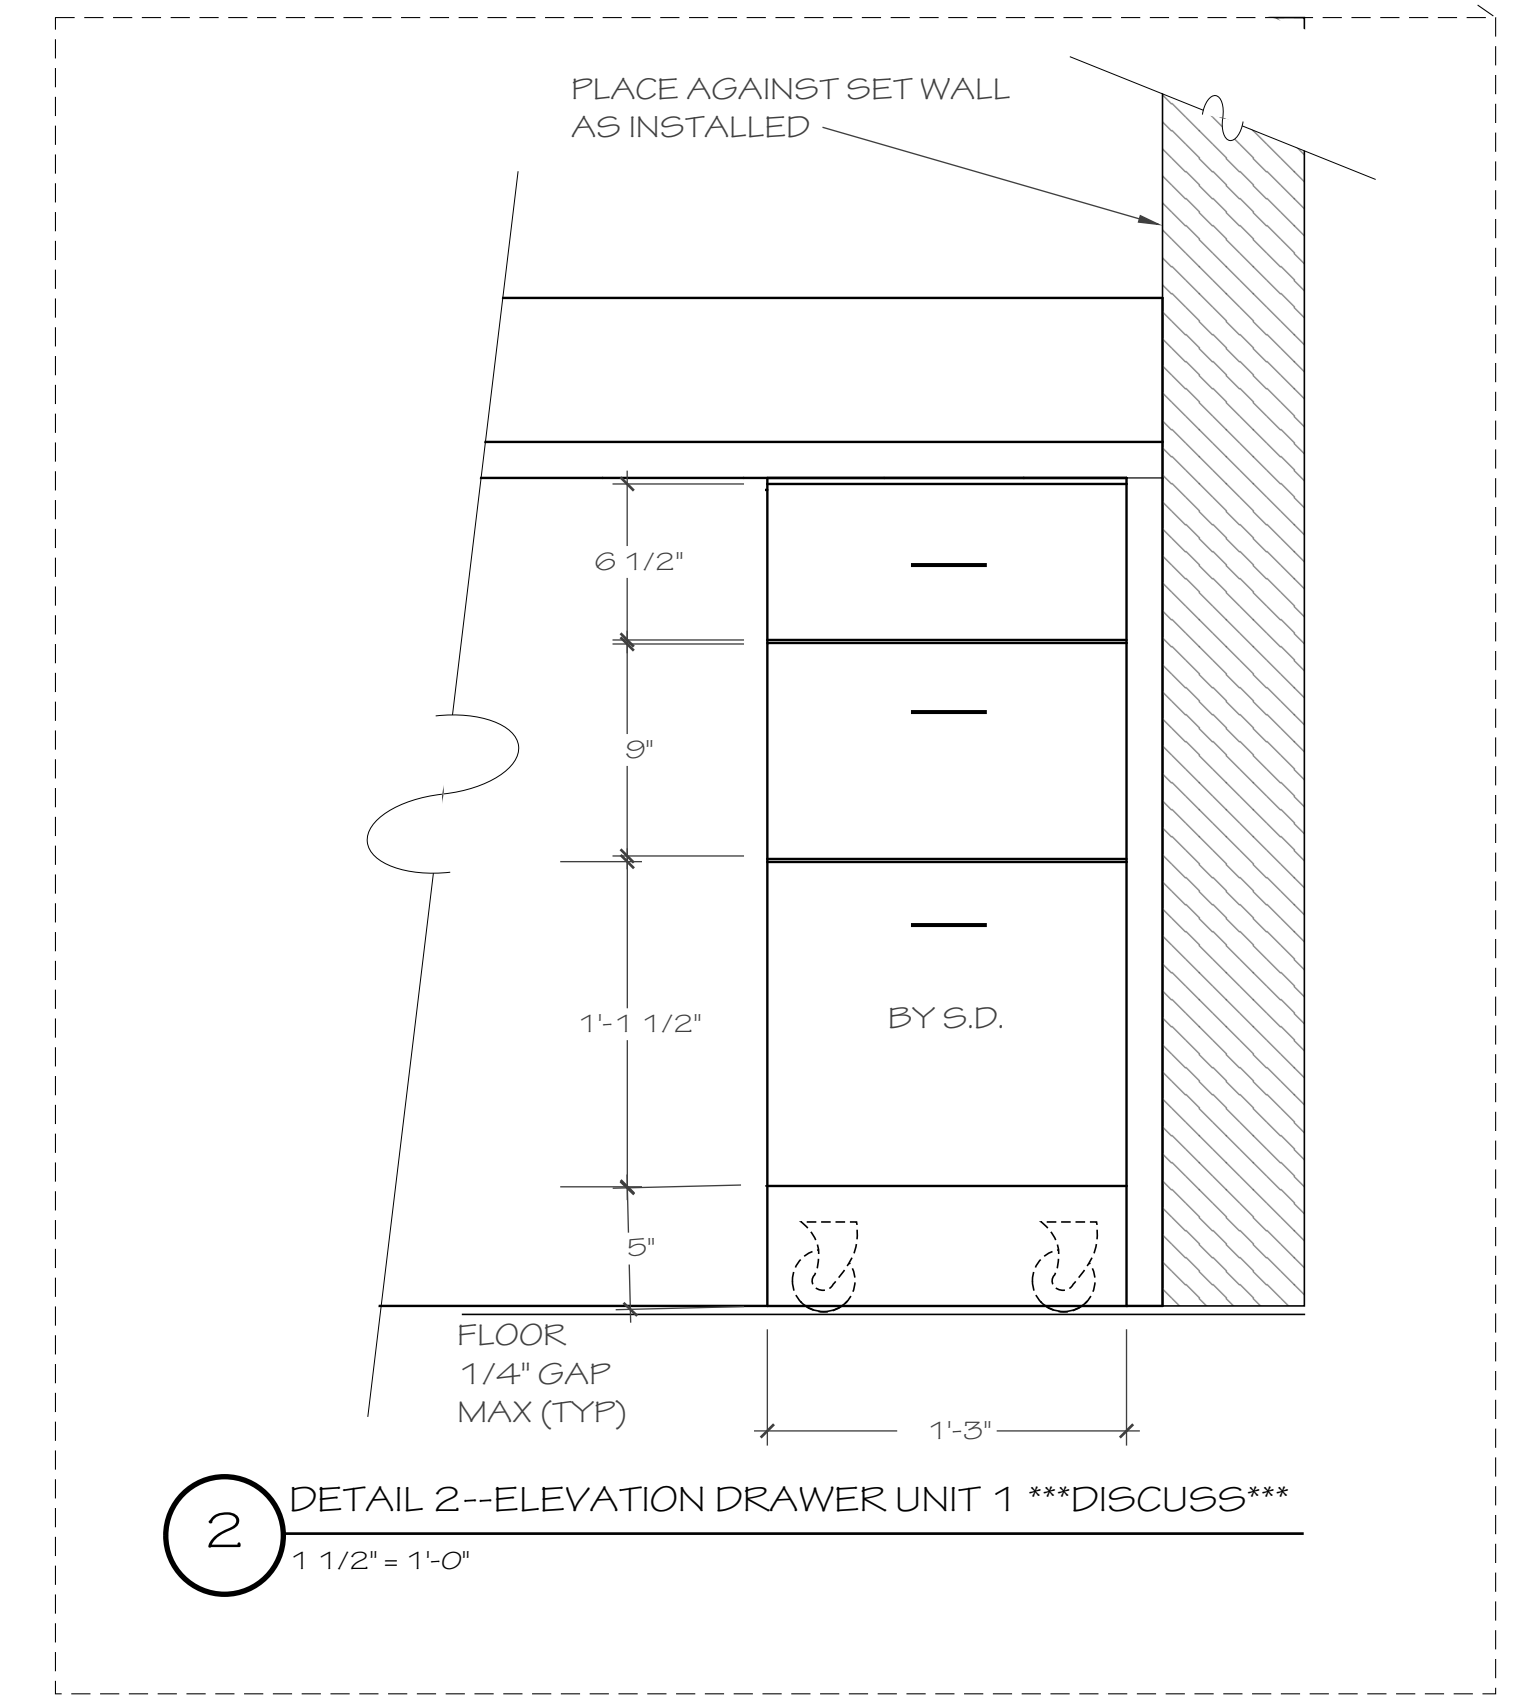 PLACE AGAINST SET WALL
AS INSTALLED
6 1/2"
9"
1'-1 1/2"
BY S.D.
5"
FLOOR
1/4" GAP
MAX (TYP)
1'-3"
2
DETAIL 2--ELEVATION DRAWER UNIT 1 ***DISCUSS***
1 1/2" = 1'-0"